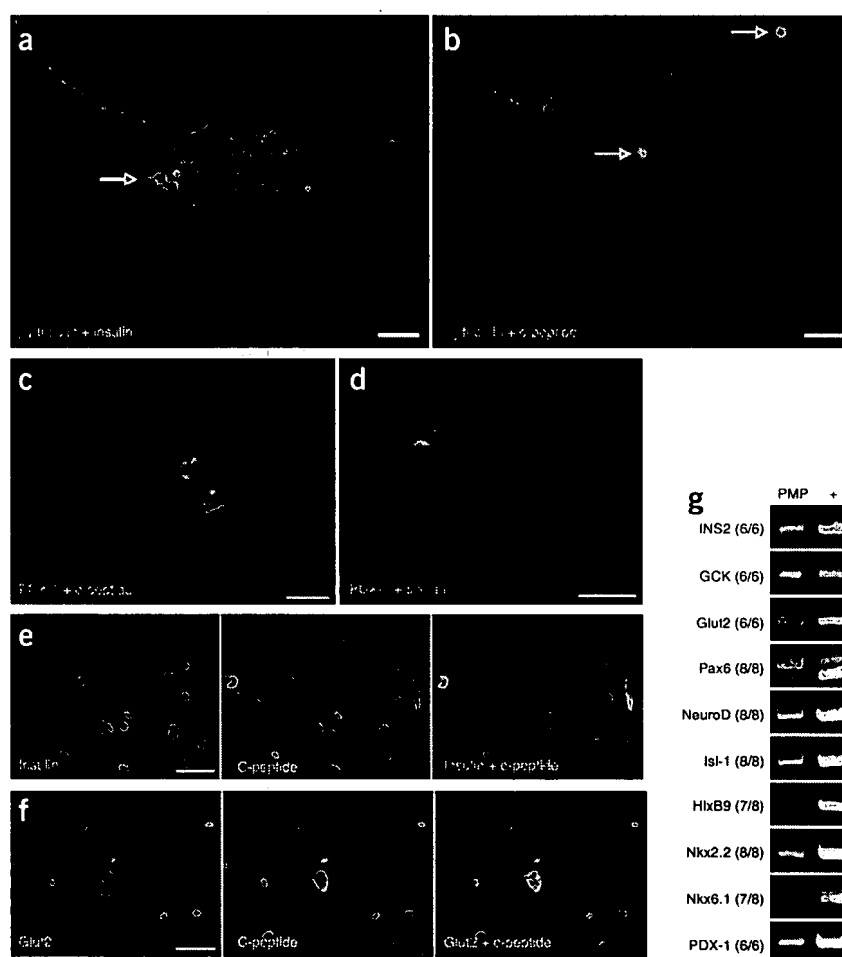 a
b
+ insulin
c
d
e
C-peptide
f
Glut2
C-peptide
Glut2 + c-peptide
g
PMP +
INS2 (6/6)
GCK (6/6)
Glut2 (6/6)
Pax6 (8/8)
NeuroD (8/8)
Isl-1 (8/8)
HlxB9 (7/8)
Nkx2.2 (8/8)
Nkx6.1 (7/8)
PDX-1 (6/6)